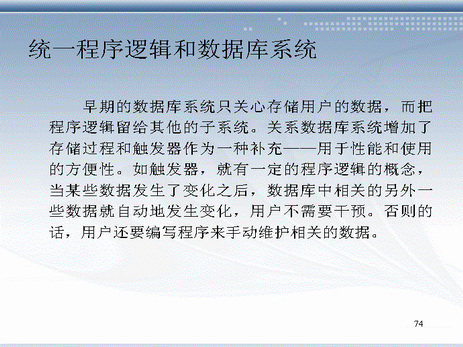 统一程序逻辑和数据库系统
早期的数据库系统只关心存储用户的数据，而把
程序逻辑留给其他的子系统。关系数据库系统增加了
存储过程和触发器作为一种补充——用于性能和使用
的方便性。如触发器，就有一定的程序逻辑的概念，
当某些数据发生了变化之后，数据库中相关的另外一
些数据就自动地发生变化，用户不需要干预。否则的
话，用户还要编写程序来手动维护相关的数据。
74